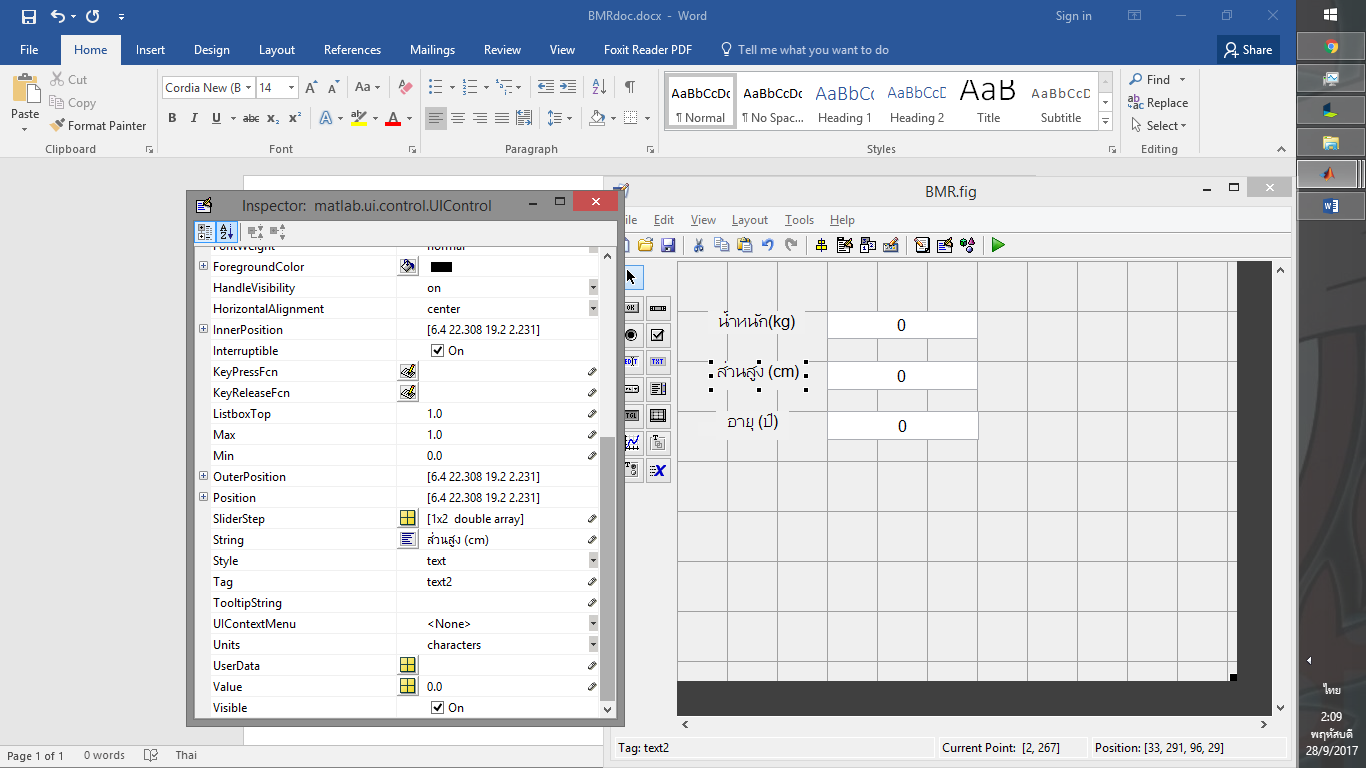 BMRdoc.docx - Word
Sign in
File Home Insert Design Layout References Mailings Review View Foxit Reader PDF Tell me what you want to do Share
Paste
Cut
Copy
Format Painter
Cordia New (B 14
Find
Replace
Select
AaBbCcDc AaBbCcDc AaBbCc AaBbCcD AaB AaBbCcD
¶ Normal ¶ No Spac... Heading 1 Heading 2 Title Subtitle
Clipboard Font Paragraph Styles Editing
Inspector: matlab.ui.control.UIControl
FontWeight normal
ForegroundColor
HandleVisibility on
HorizontalAlignment center
InnerPosition [6.4 22.308 19.2 2.231]
Interruptible On
KeyPressFcn
KeyReleaseFcn
ListboxTop 1.0
Max 1.0
Min 0.0
OuterPosition [6.4 22.308 19.2 2.231]
Position [6.4 22.308 19.2 2.231]
SliderStep [1x2 double array]
String ส่วนสูง (cm)
Style text
Tag text2
TooltipString
UIContextMenu <None>
Units characters
UserData
Value 0.0
Visible On
BMR.fig
Edit View Layout Tools Help
OK
TXT
น้ำหนัก(kg) 0
ส่วนสูง (cm) 0
อายุ (ปี) 0
Tag: text2 Current Point: [2, 267] Position: [33, 291, 96, 29]
Page 1 of 1 0 words Thai
ไทย
2:09
พฤหัสบดี
28/9/2017